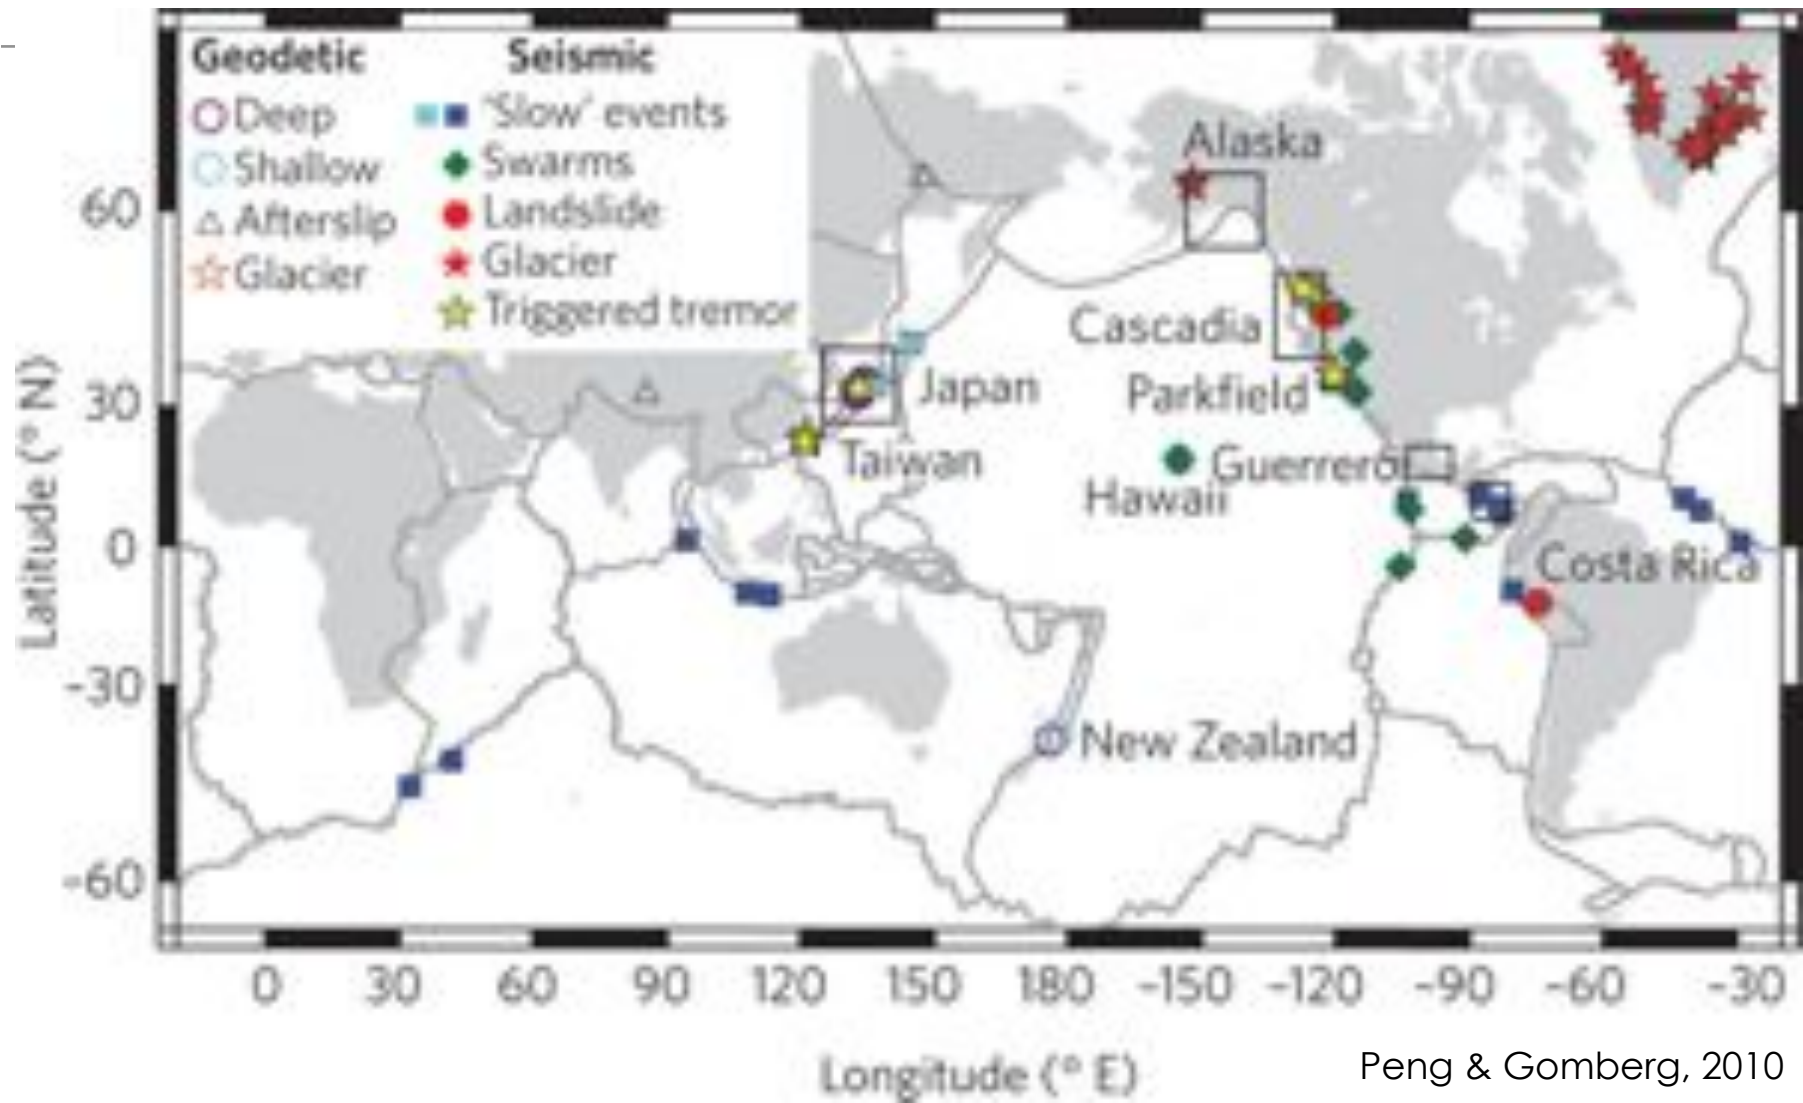 Geodetic Seismic
Deep 'Slow' events
Shallow Swarms
Afterslip Landslide
Glacier Glacier
Triggered tremor
Alaska
Cascadia
Japan
Parkfield
Taiwan
Guerrero
Hawaii
Costa Rica
New Zealand
60
30
0
-30
-60
Latitude (° N)
0 30 60 90 120 150 180 -150 -120 -90 -60 -30
Longitude (° E)
Peng & Gomberg, 2010